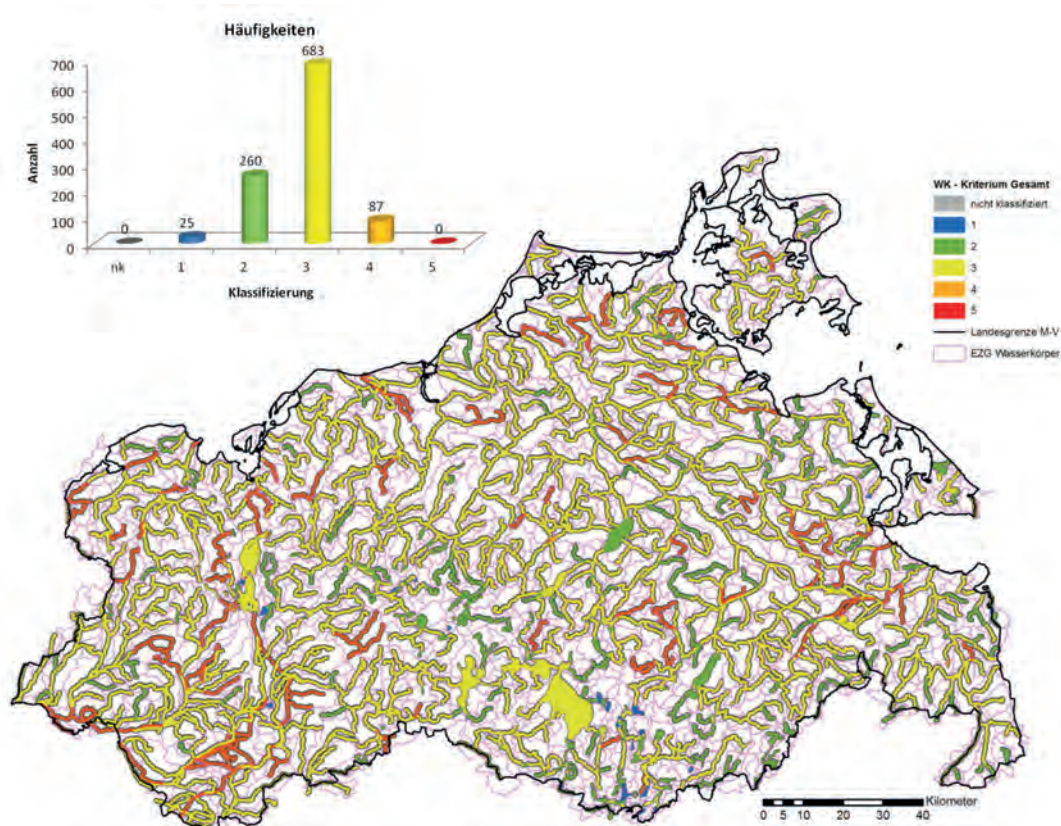 Häufigkeiten
Anzahl
700
600
500
400
300
200
100
0
0
25
260
683
87
0
nk
1
2
3
4
5
Klassifizierung
WK - Kriterium Gesamt
nicht klassifiziert
1
2
3
4
5
Landesgrenze M-V
EZG Wasserkörper
Kilometer
0 5 10 20 30 40